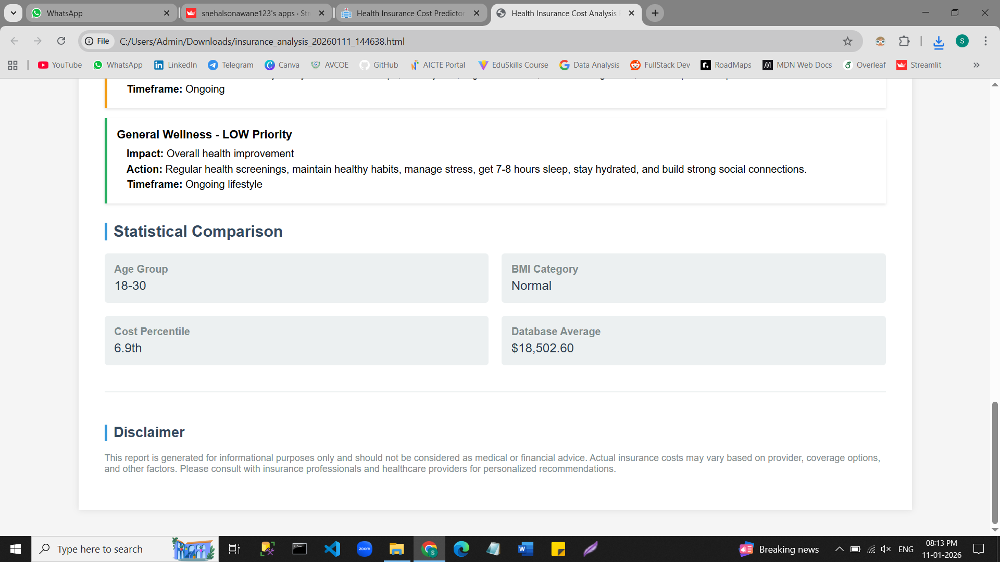 WhatsApp
snehalsonawane123's apps · Str
Health Insurance Cost Predictor
Health Insurance Cost Analysis
File
C:/Users/Admin/Downloads/insurance_analysis_20260111_144638.html
S
YouTube
WhatsApp
LinkedIn
Telegram
Canva
AVCOE
GitHub
AICTE Portal
EduSkills Course
Data Analysis
FullStack Dev
RoadMaps
MDN Web Docs
Overleaf
Streamlit
Timeframe: Ongoing
General Wellness - LOW Priority
Impact: Overall health improvement
Action: Regular health screenings, maintain healthy habits, manage stress, get 7-8 hours sleep, stay hydrated, and build strong social connections.
Timeframe: Ongoing lifestyle
Statistical Comparison
Age Group
18-30
BMI Category
Normal
Cost Percentile
6.9th
Database Average
$18,502.60
Disclaimer
This report is generated for informational purposes only and should not be considered as medical or financial advice. Actual insurance costs may vary based on provider, coverage options,
and other factors. Please consult with insurance professionals and healthcare providers for personalized recommendations.
Type here to search
zoom
Breaking news
ENG
08:13 PM
11-01-2026